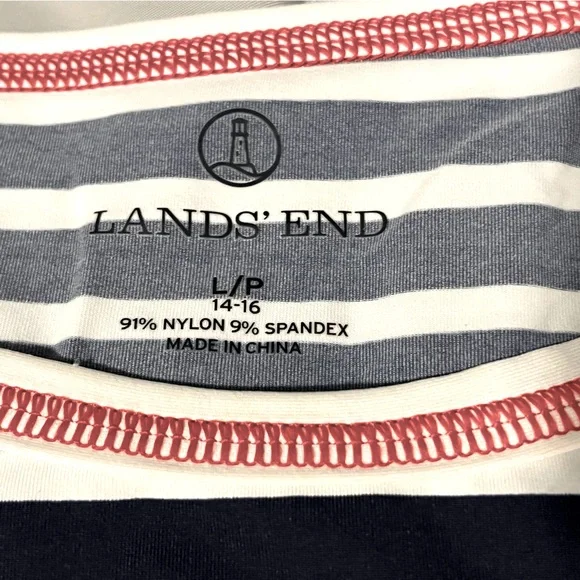 LANDS' END
L/P
14-16
91% NYLON 9% SPANDEX
MADE IN CHINA